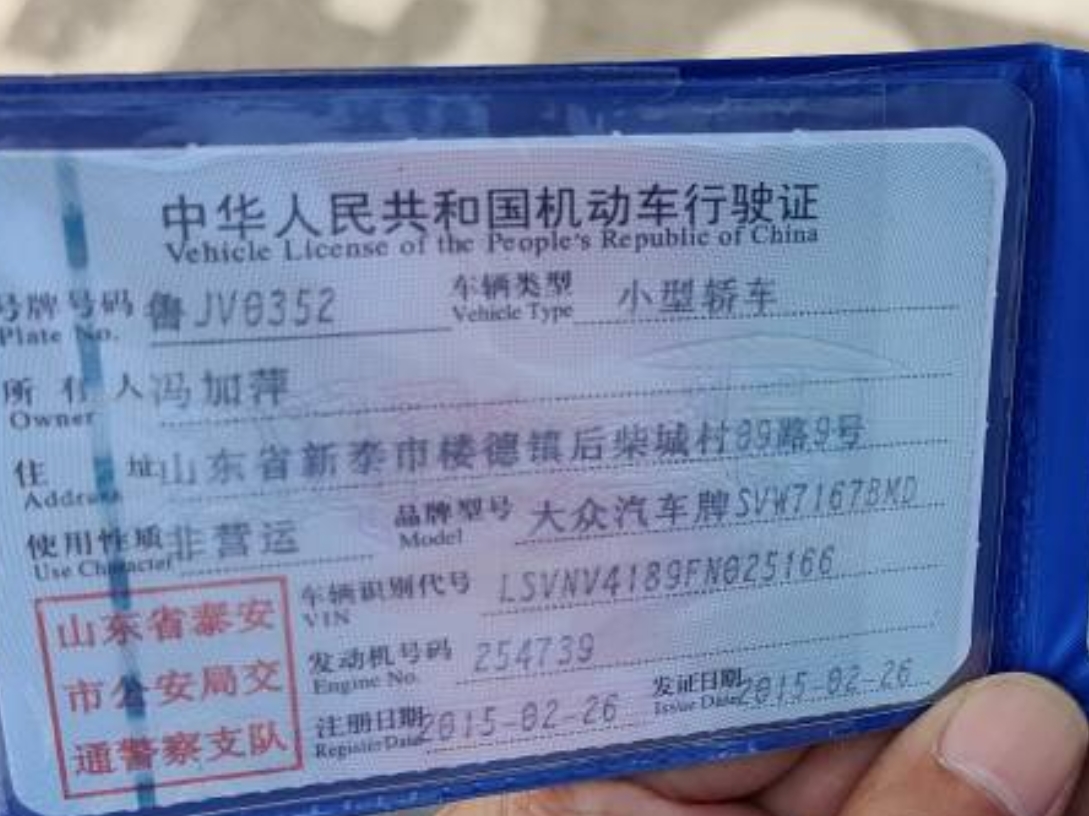 中华人民共和国机动车行驶证
Vehicle License of the People's Republic of China
号牌号码 鲁JV0352 车辆类型 小型轿车
Plate No. Vehicle Type
所有人 冯加萍
Owner
住址 山东省新泰市楼德镇后柴城村89路9号
Address
使用性质 非营运 品牌型号 大众汽车牌SVW7167BMD
Use Character Model
车辆识别代号 LSVNV4189FN025166
VIN
发动机号码 254739
Engine No.
注册日期 2015-02-26 发证日期 2015-02-26
Register Date Issue Date
山东省泰安
市公安局交
通警察支队